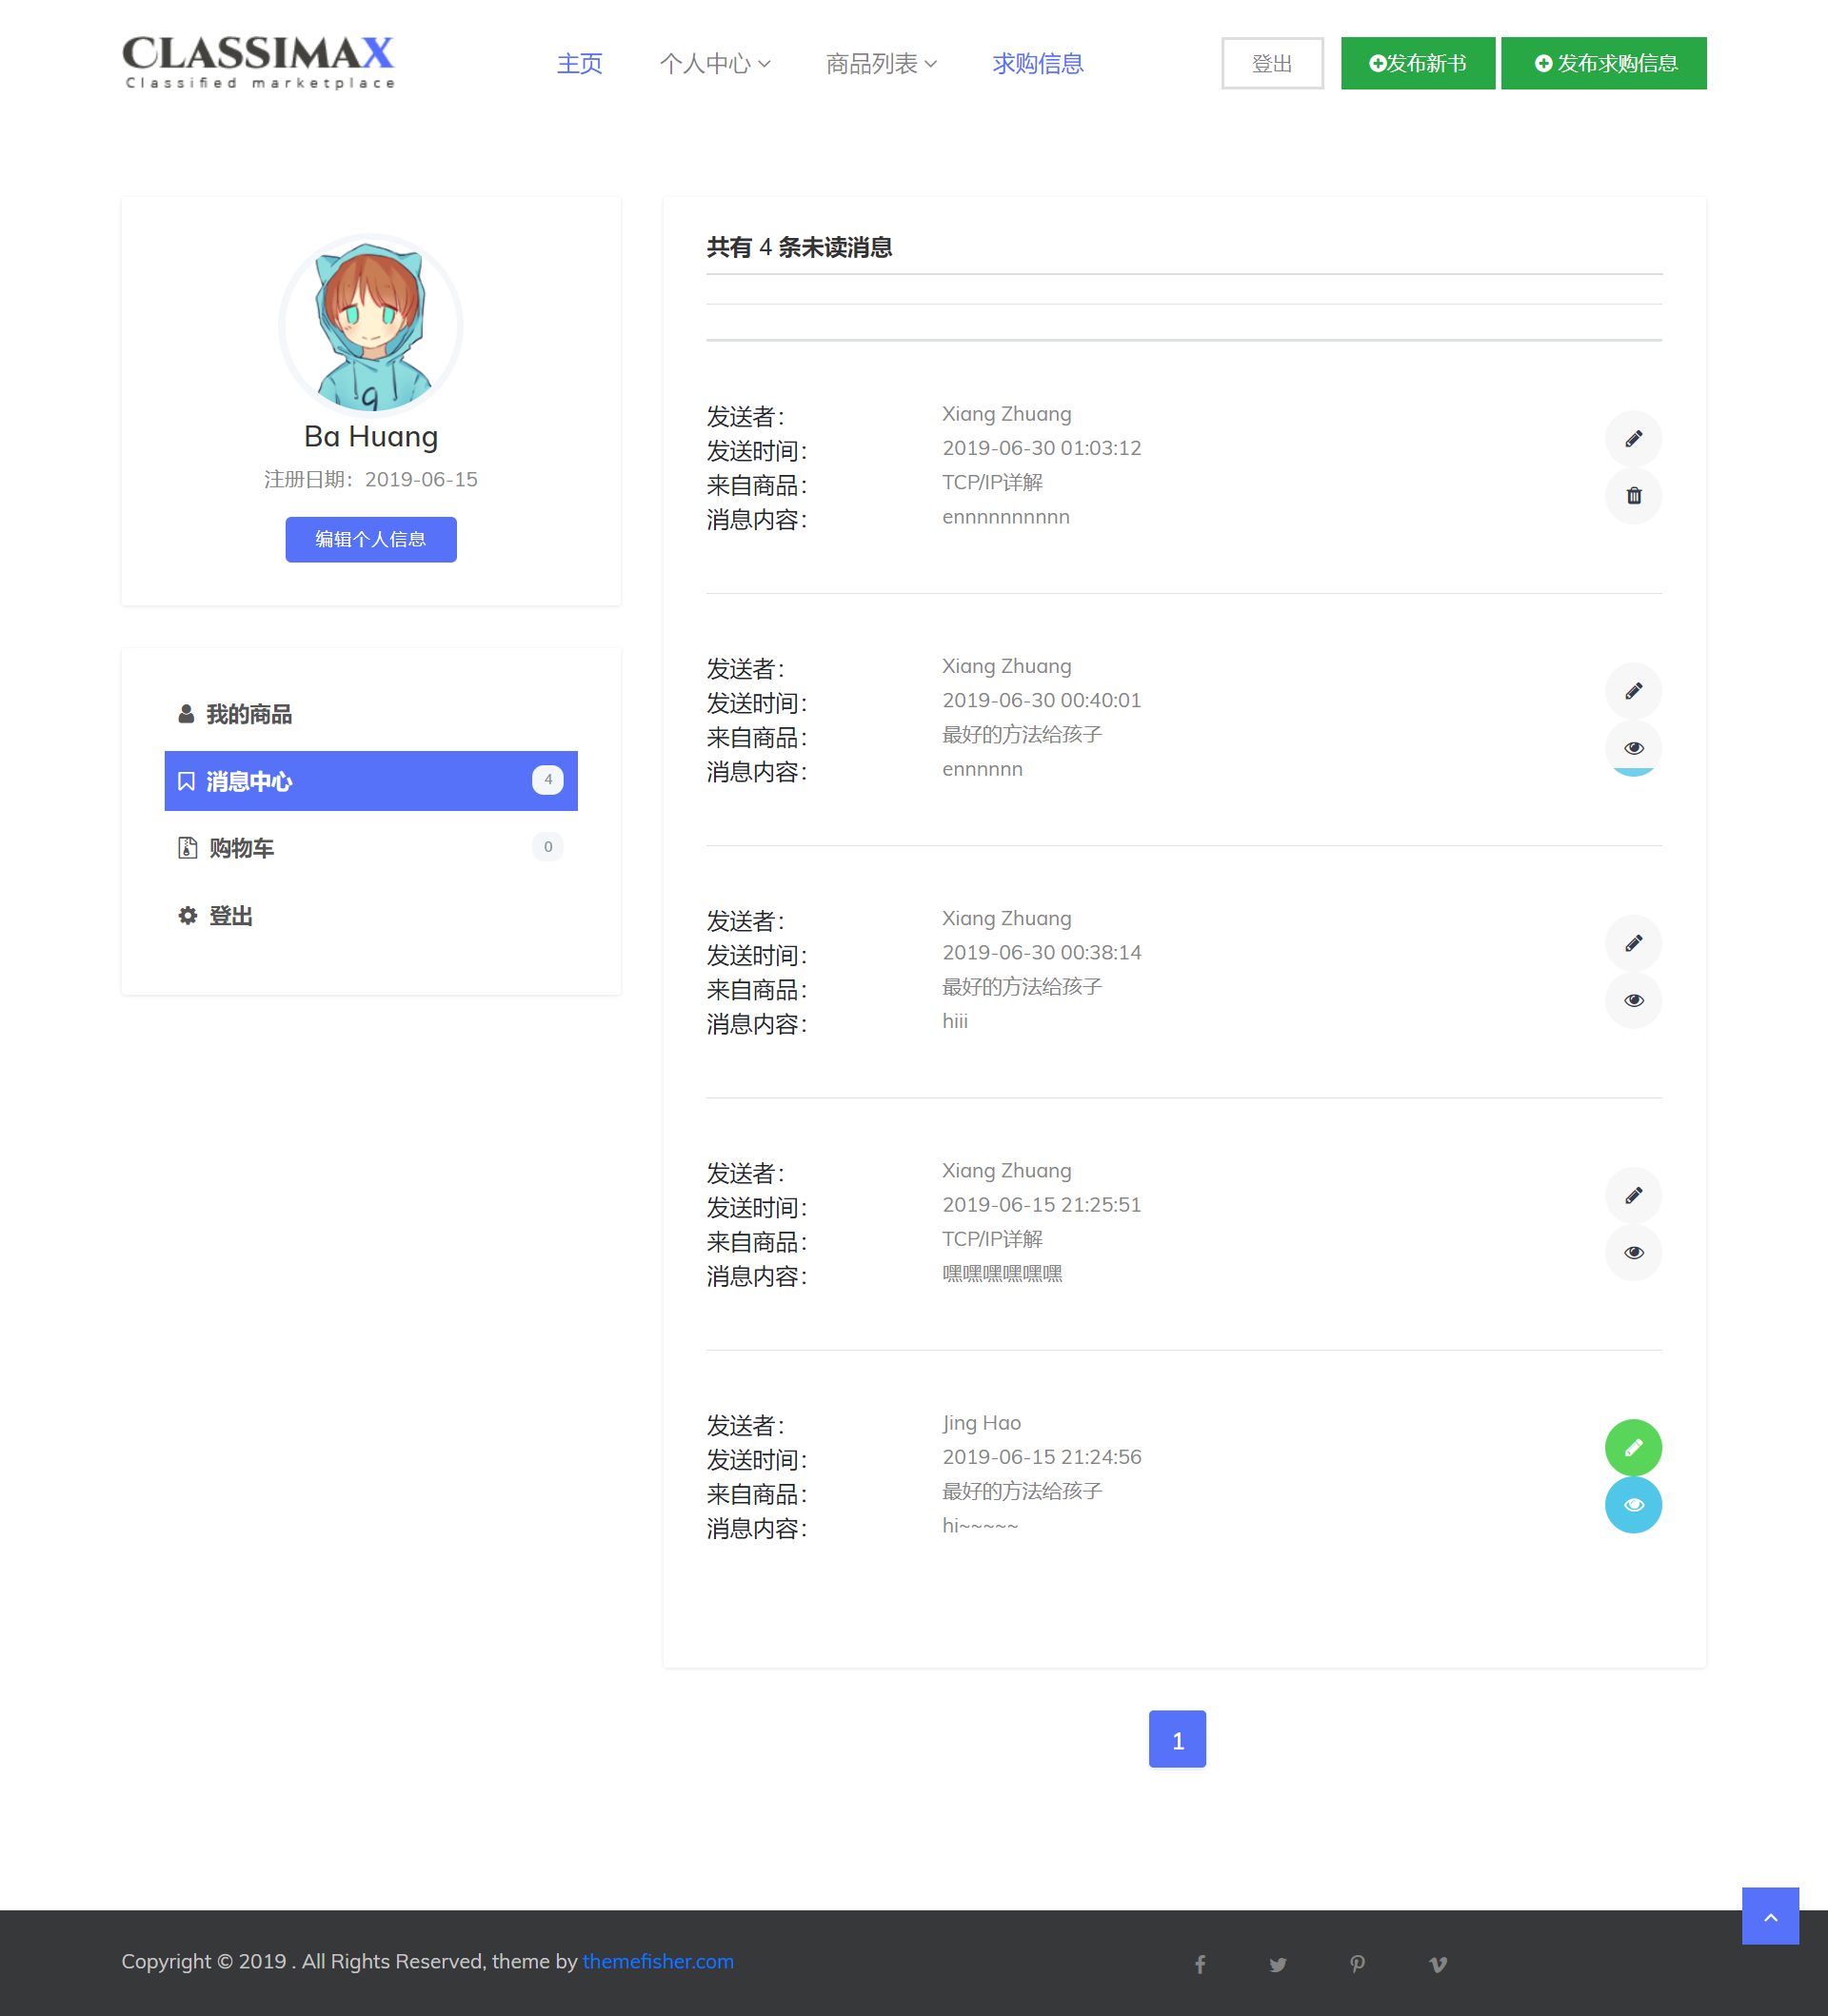 CLASSIMAX
Classified marketplace
主页
个人中心
商品列表
求购信息
登出
发布新书
发布求购信息
9
Ba Huang
注册日期：2019-06-15
编辑个人信息
我的商品
消息中心 4
购物车 0
登出
共有 4 条未读消息
发送者： Xiang Zhuang
发送时间： 2019-06-30 01:03:12
来自商品： TCP/IP详解
消息内容： ennnnnnnnn
发送者： Xiang Zhuang
发送时间： 2019-06-30 00:40:01
来自商品： 最好的方法给孩子
消息内容： ennnnnn
发送者： Xiang Zhuang
发送时间： 2019-06-30 00:38:14
来自商品： 最好的方法给孩子
消息内容： hiii
发送者： Xiang Zhuang
发送时间： 2019-06-15 21:25:51
来自商品： TCP/IP详解
消息内容： 嘿嘿嘿嘿嘿嘿
发送者： Jing Hao
发送时间： 2019-06-15 21:24:56
来自商品： 最好的方法给孩子
消息内容： hi~~~~~
1
Copyright © 2019 . All Rights Reserved, theme by themefisher.com